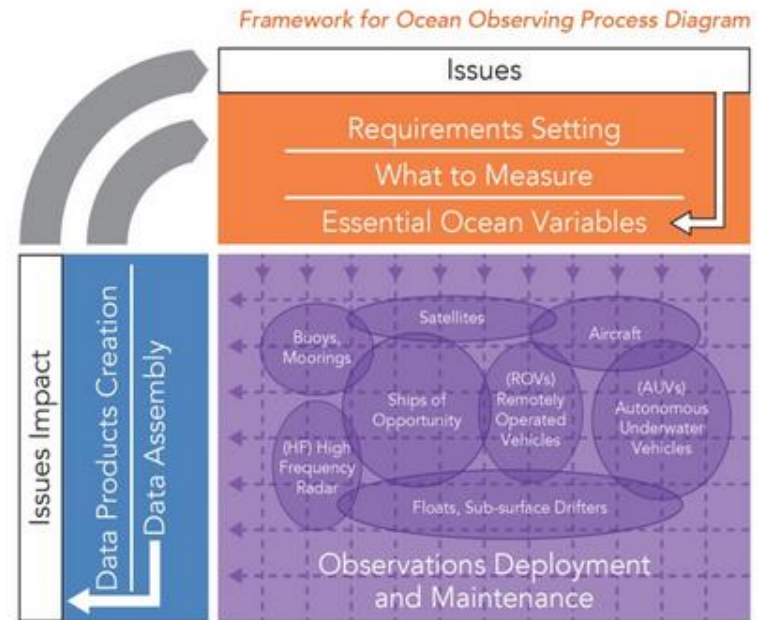 Framework for Ocean Observing Process Diagram
Issues
Requirements Setting
What to Measure
Essential Ocean Variables
Issues Impact
Data Products Creation
Data Assembly
Satellites
Buoys,
Moorings
Aircraft
Ships of
Opportunity
(ROVs)
Remotely
Operated
Vehicles
(AUVs)
Autonomous
Underwater
Vehicles
(HF) High
Frequency
Radar
Floats, Sub-surface Drifters
Observations Deployment
and Maintenance